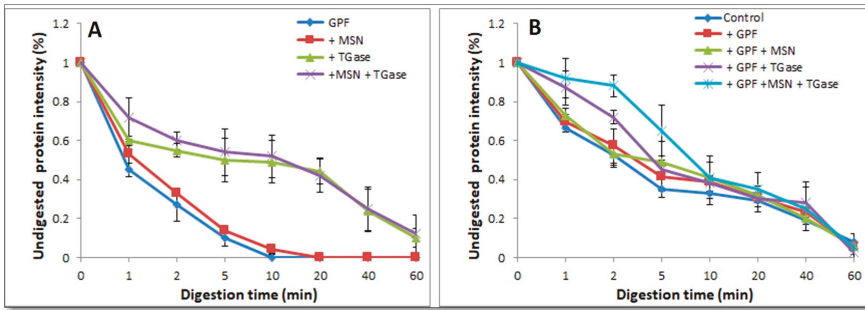 A
Undigested protein intensity (%)
1.2
1
0.8
0.6
0.4
0.2
0
0 1 2 5 10 20 40 60
Digestion time (min)
GPF
+ MSN
+ TGase
+MSN + TGase
B
Undigested protein intensity (%)
1.2
1
0.8
0.6
0.4
0.2
0
0 1 2 5 10 20 40 60
Digestion time (min)
Control
+ GPF
+ GPF + MSN
+ GPF + TGase
+ GPF +MSN + TGase